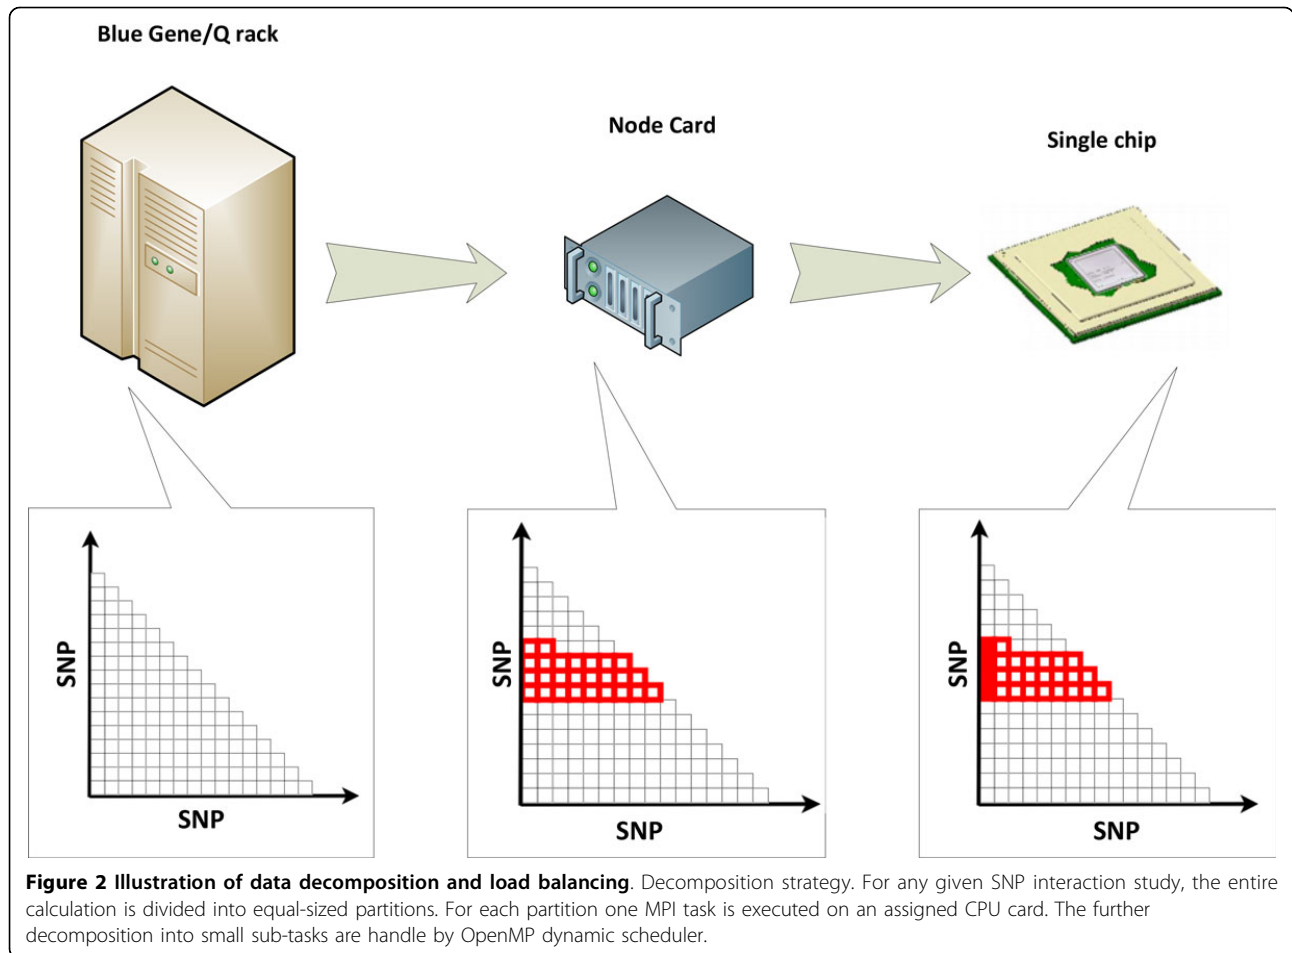 Blue Gene/Q rack
Node Card
Single chip
SNP
SNP
SNP
SNP
SNP
SNP
Figure 2 Illustration of data decomposition and load balancing. Decomposition strategy. For any given SNP interaction study, the entire
calculation is divided into equal-sized partitions. For each partition one MPI task is executed on an assigned CPU card. The further
decomposition into small sub-tasks are handle by OpenMP dynamic scheduler.